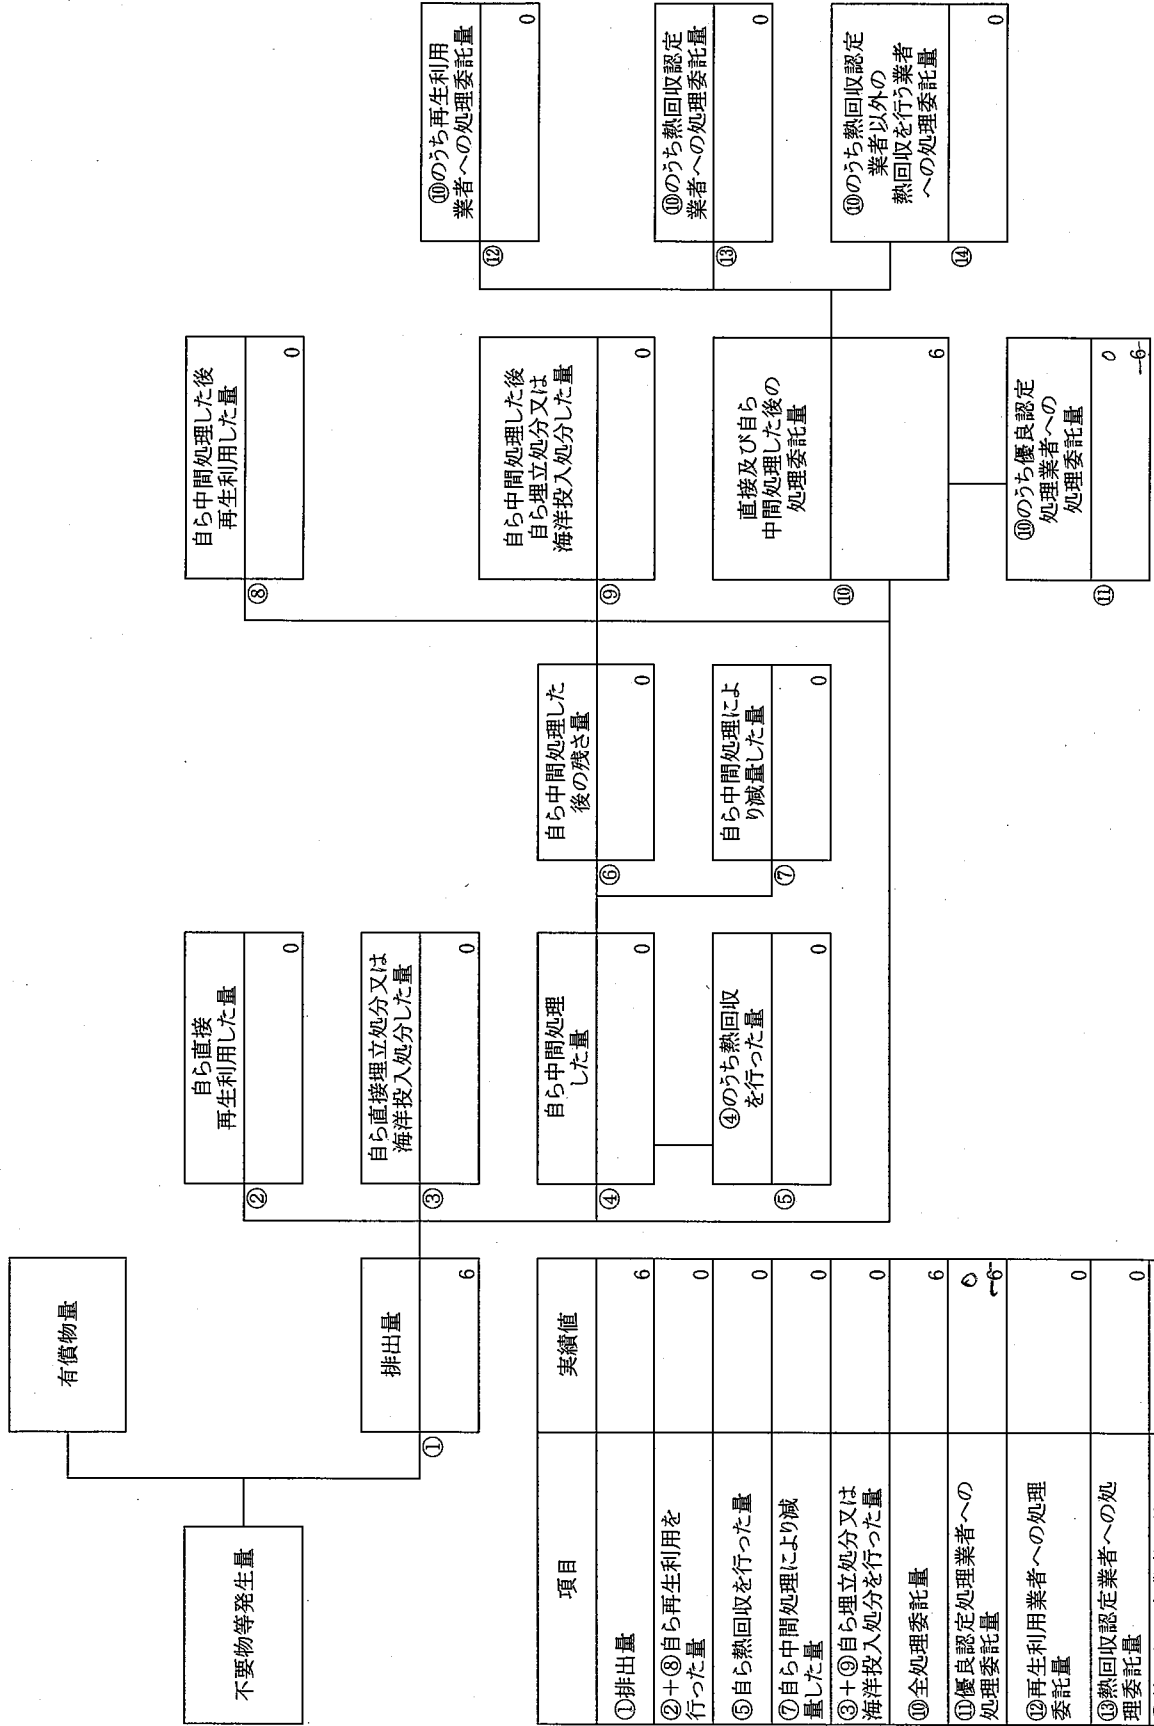 不要物等発生量
有償物量
排出量
①
6
自ら直接
再生利用した量
②
0
自ら直接埋立処分又は
海洋投入処分した量
③
0
自ら中間処理
した量
④
0
④のうち熱回収
を行った量
⑤
0
自ら中間処理した
後の残さ量
⑥
0
自ら中間処理によ
り減量した量
⑦
0
自ら中間処理した後
再生利用した量
⑧
0
自ら中間処理した後
自ら埋立処分又は
海洋投入処分した量
⑨
0
直接及び自ら
中間処理した後の
処理委託量
⑩
6
⑩のうち優良認定
処理業者への
処理委託量
⑪
0
6
⑩のうち再生利用
業者への処理委託量
⑫
0
⑩のうち熱回収認定
業者への処理委託量
⑬
0
⑩のうち熱回収認定
業者以外の
熱回収を行う業者
への処理委託量
⑭
0
項目 実績値
①排出量 6
②+⑧自ら再生利用を
行った量 0
⑤自ら熱回収を行った量 0
⑦自ら中間処理により減
量した量 0
③+⑨自ら埋立処分又は
海洋投入処分を行った量 0
⑩全処理委託量 6
⑪優良認定処理業者への
処理委託量 0 6
⑫再生利用業者への処理
委託量 0
⑬熱回収認定業者への処
理委託量 0